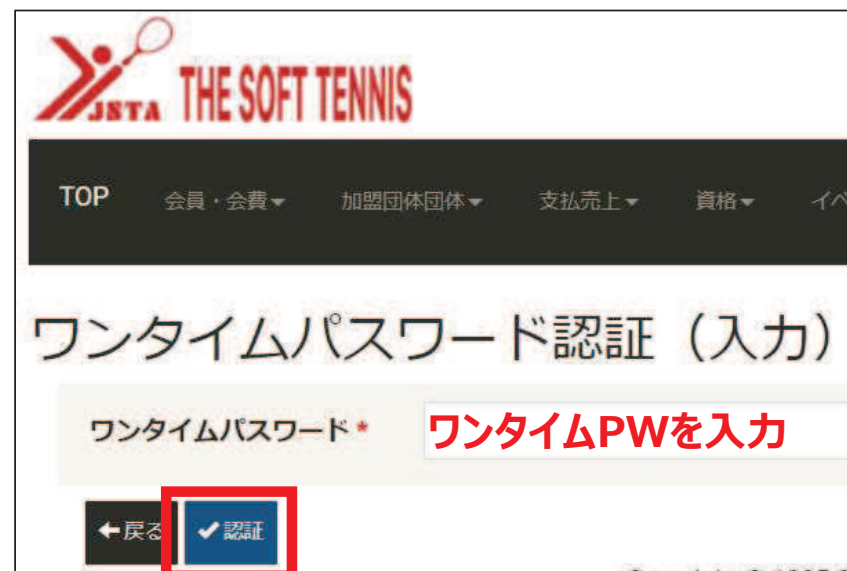 JSTA THE SOFT TENNIS
TOP 会員・会費 加盟団体団体 支払売上 資格 イベ
ワンタイムパスワード認証（入力）
ワンタイムパスワード* ワンタイムPWを入力
戻る 認証